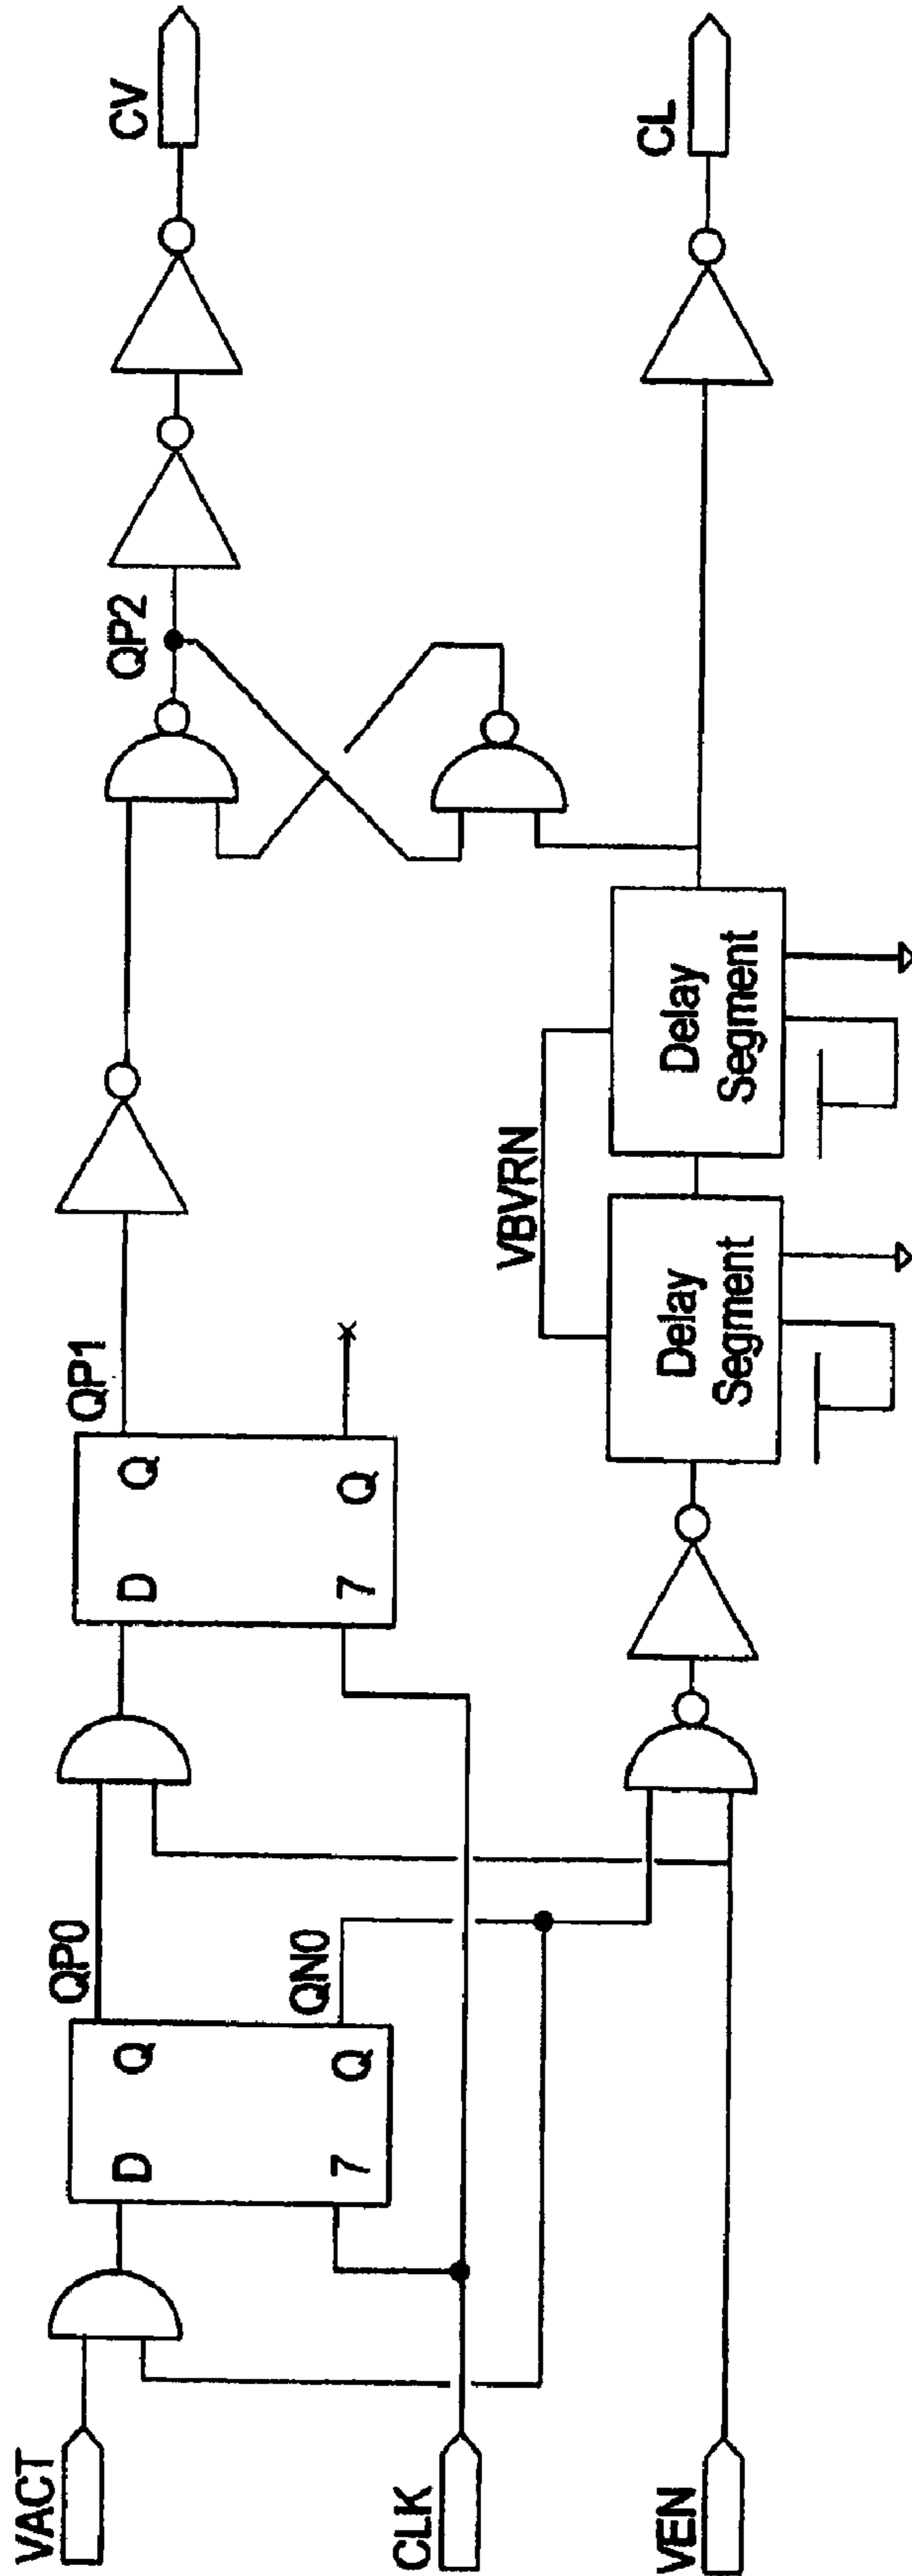 VACT
CLK
VEN
D
Q
7
Q
QP0
QN0
D
Q
7
Q
QP1
Delay
Segment
VBVRN
Delay
Segment
QP2
CV
CL